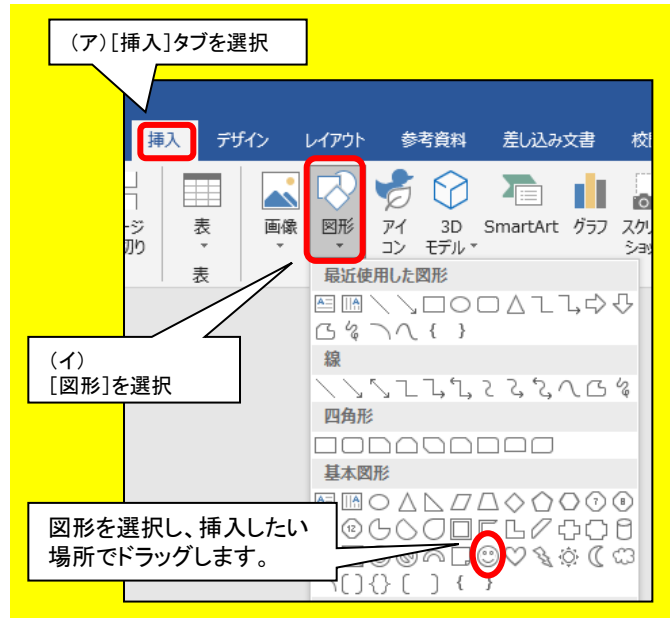 (ア)[挿入]タブを選択
挿入 デザイン レイアウト 参考資料 差し込み文書
表 画像 図形 アイコン 3D モデル SmartArt グラフ
表
最近使用した図形
(イ)
[図形]を選択
線
四角形
基本図形
図形を選択し、挿入したい
場所でドラッグします。